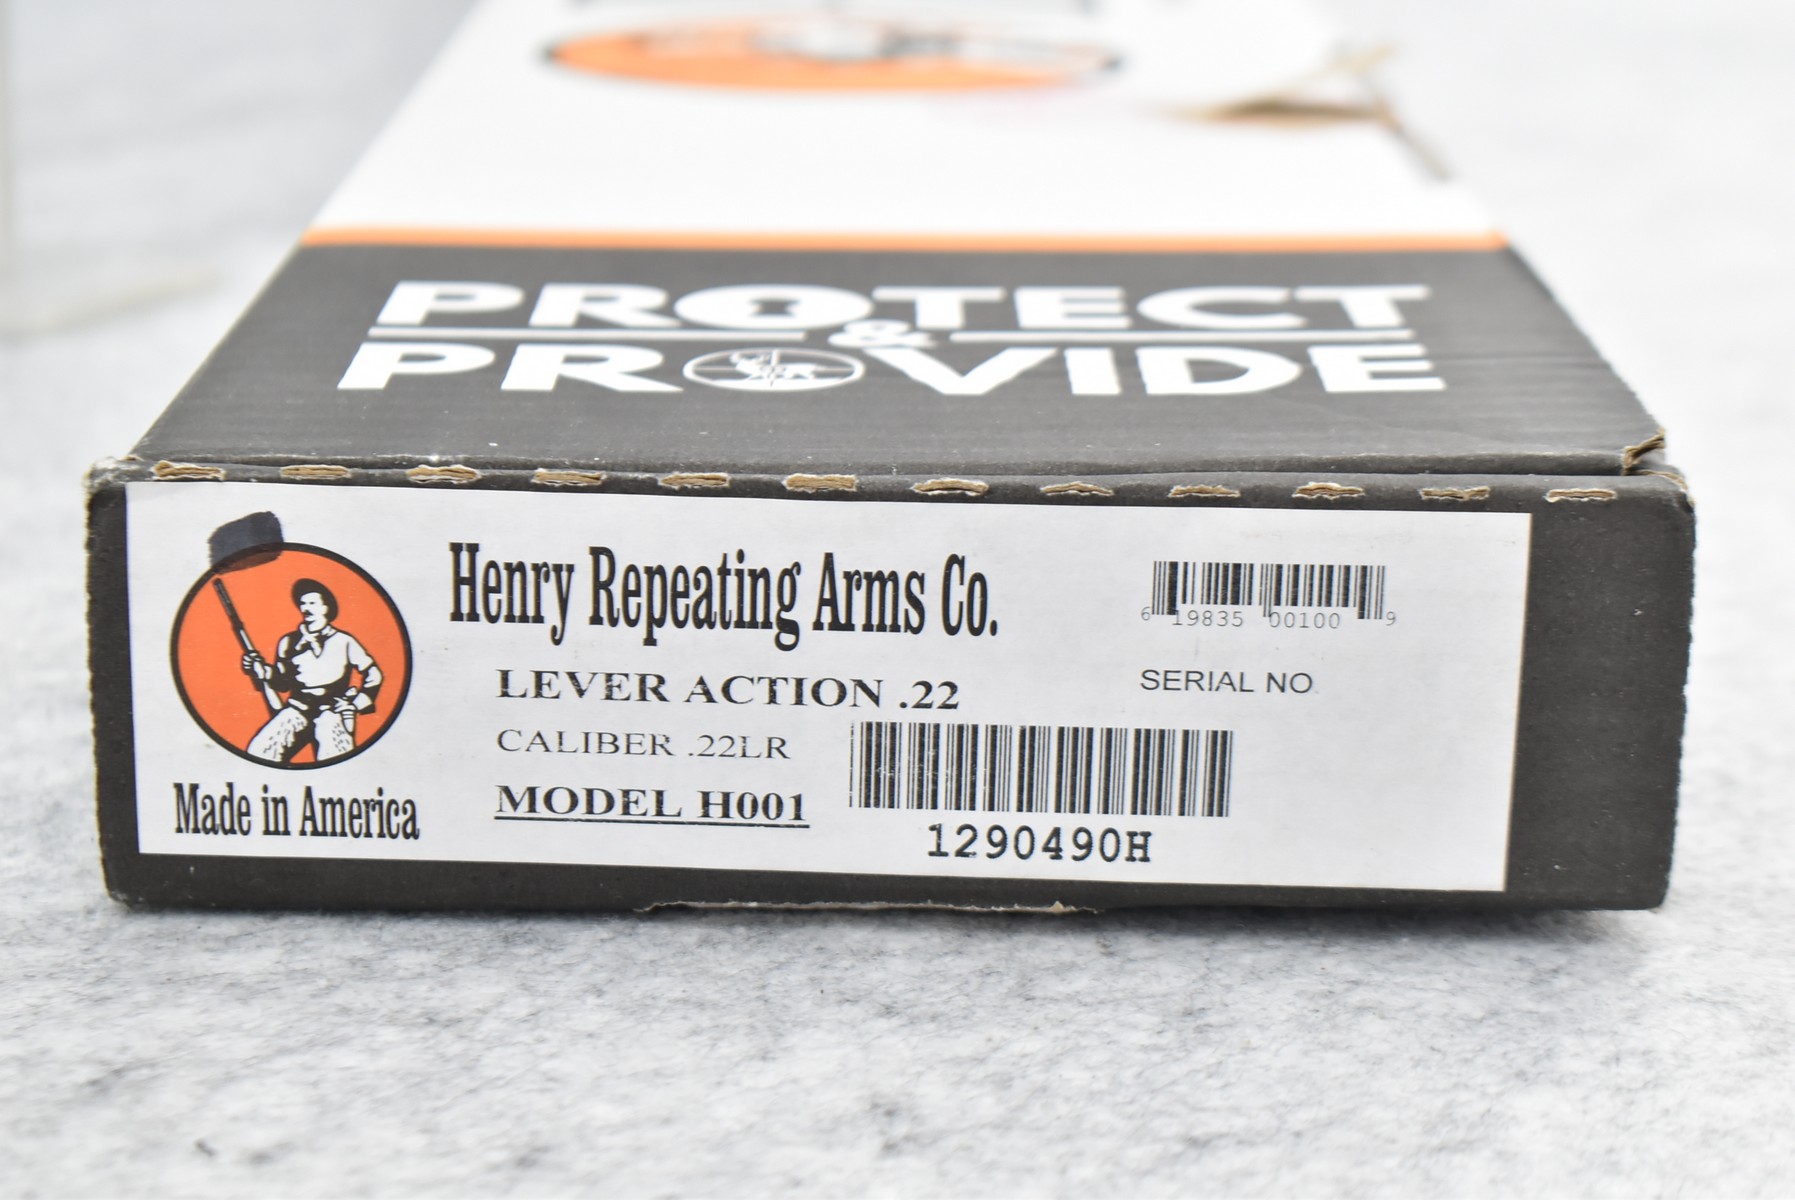 PROTECT
&
PROVIDE
Henry Repeating Arms Co.
LEVER ACTION .22
CALIBER .22LR
MODEL H001
Made in America
6 19835 00100 9
SERIAL NO.
1290490H